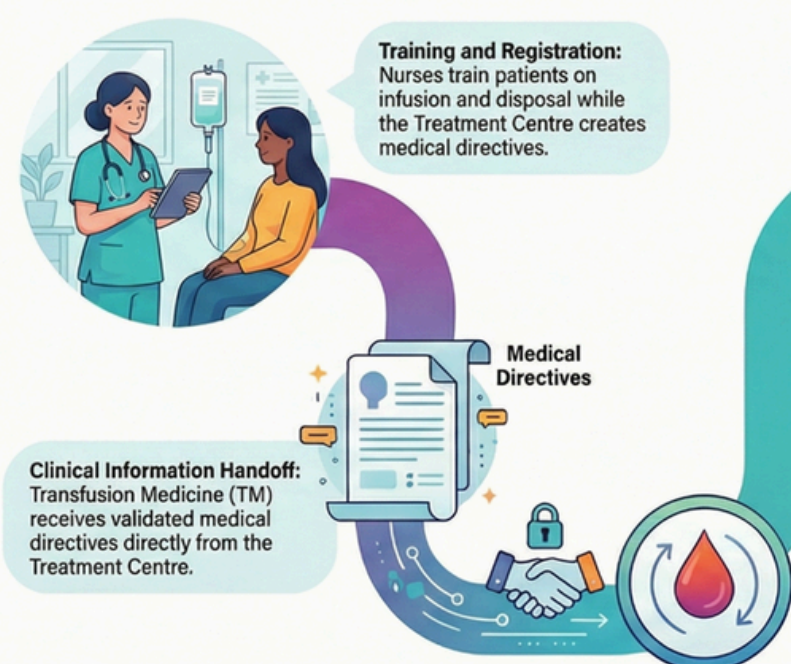 Training and Registration:
Nurses train patients on
infusion and disposal while
the Treatment Centre creates
medical directives.
Medical
Directives
Clinical Information Handoff:
Transfusion Medicine (TM)
receives validated medical
directives directly from the
Treatment Centre.